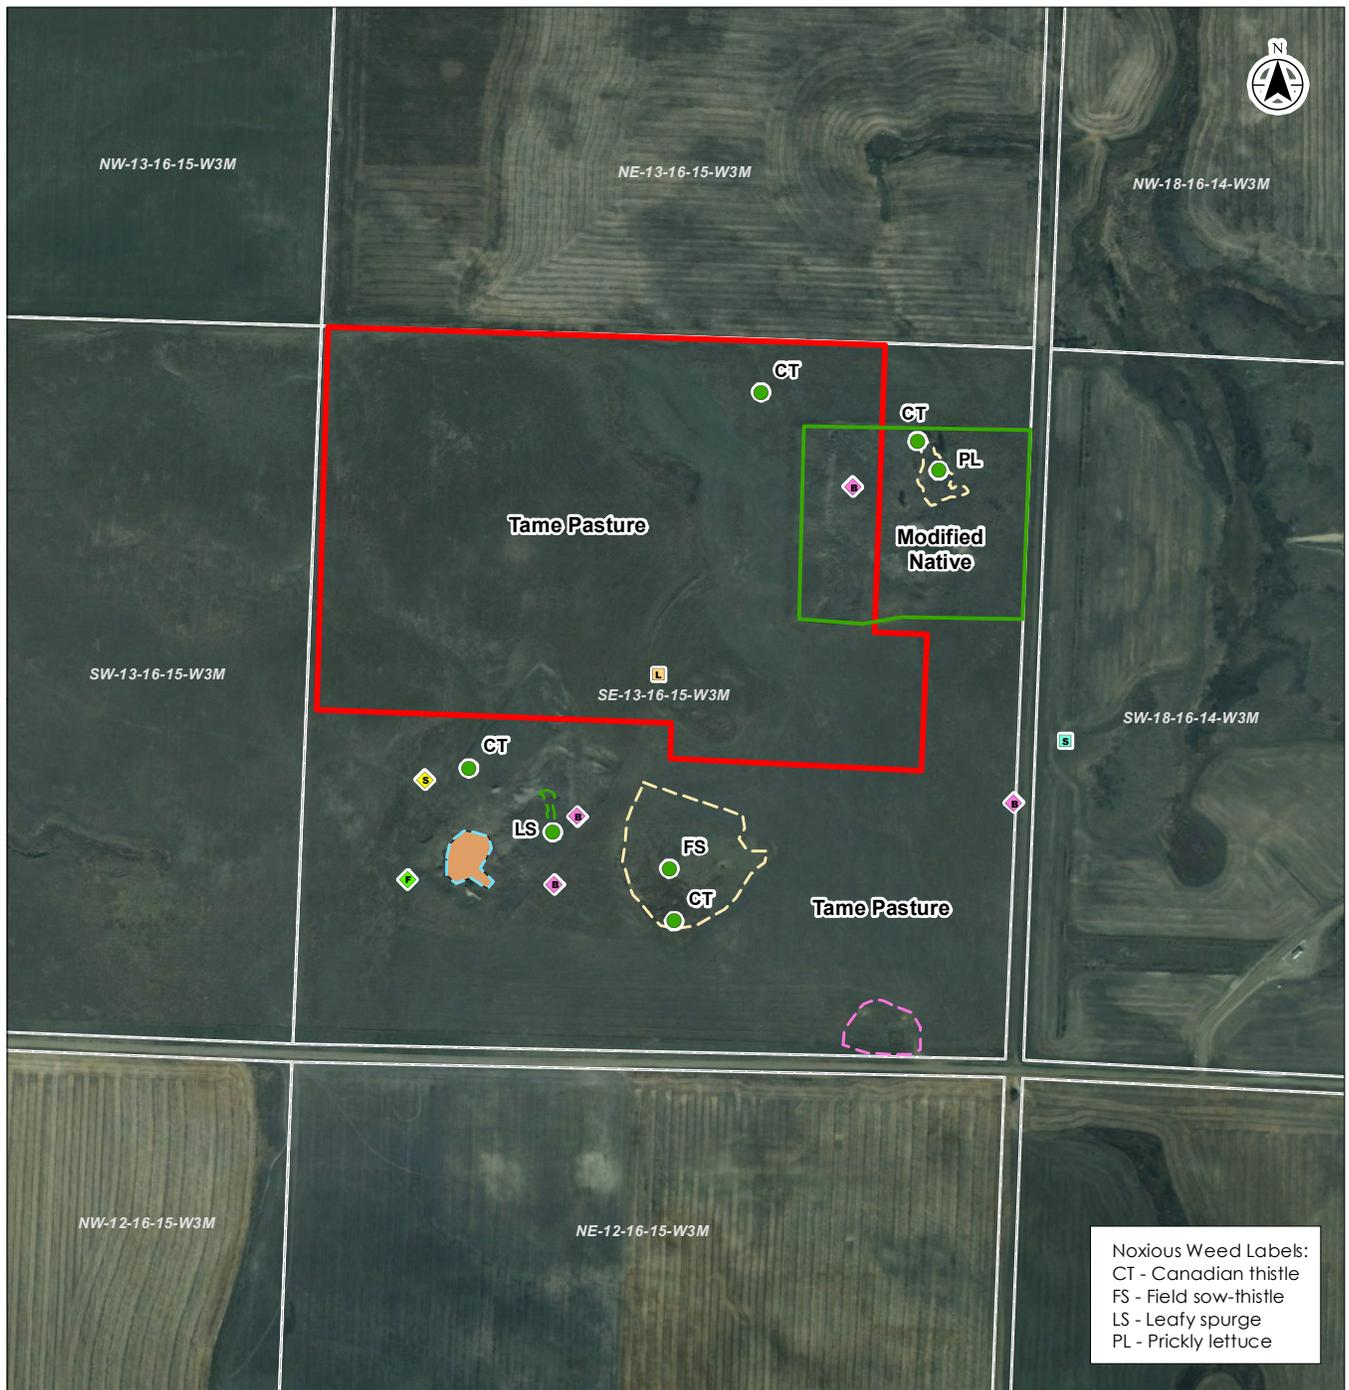 N
NW-13-16-15-W3M
NE-13-16-15-W3M
NW-18-16-14-W3M
CT
CT
PL
B
Tame Pasture
Modified
Native
L
SW-13-16-15-W3M
SE-13-16-15-W3M
SW-18-16-14-W3M
S
CT
S
B
LS
B
FS
F
B
CT
Tame Pasture
NW-12-16-15-W3M
NE-12-16-15-W3M
Noxious Weed Labels:
CT - Canadian thistle
FS - Field sow-thistle
LS - Leafy spurge
PL - Prickly lettuce